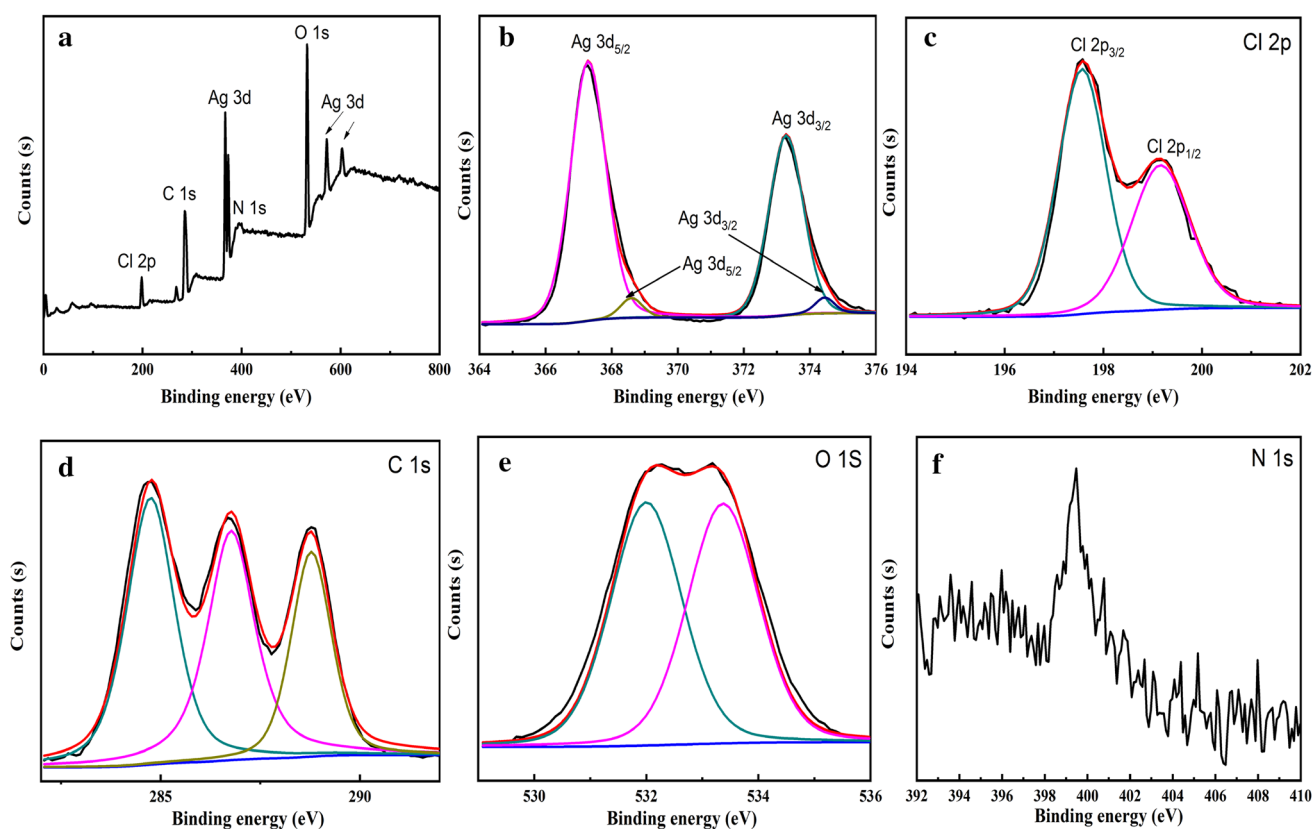 a
O 1s
Ag 3d
Ag 3d
C 1s
N 1s
Cl 2p
Counts (s)
0 200 400 600 800
Binding energy (eV)
b
Ag 3d5/2
Ag 3d3/2
Ag 3d3/2
Ag 3d5/2
Counts (s)
364 366 368 370 372 374 376
Binding energy (eV)
c
Cl 2p
Cl 2p3/2
Cl 2p1/2
Counts (s)
194 196 198 200 202
Binding energy (eV)
d
C 1s
Counts (s)
285 290
Binding energy (eV)
e
O 1S
Counts (s)
530 532 534 536
Binding energy (eV)
f
N 1s
Counts (s)
392 394 396 398 400 402 404 406 408 410
Binding energy (eV)